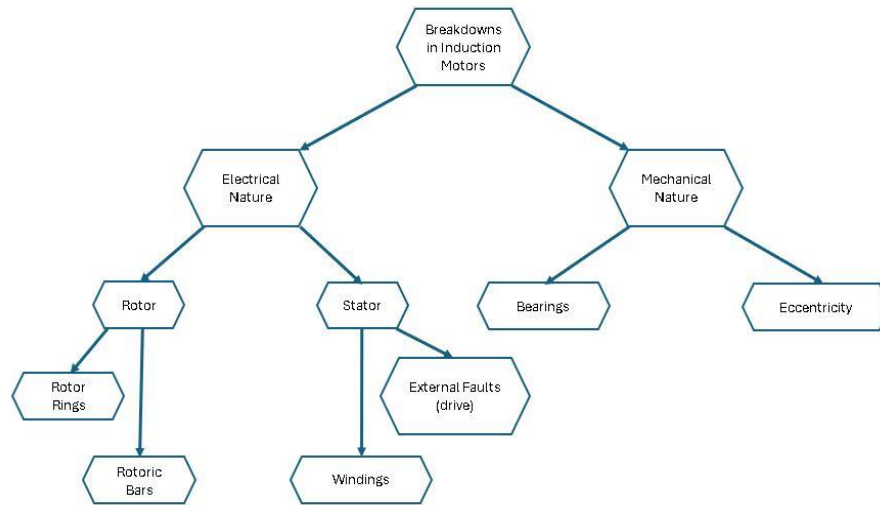 Breakdowns
in Induction
Motors
Electrical
Nature
Mechanical
Nature
Rotor
Stator
Bearings
Eccentricity
Rotor
Rings
External Faults
(drive)
Rotoric
Bars
Windings